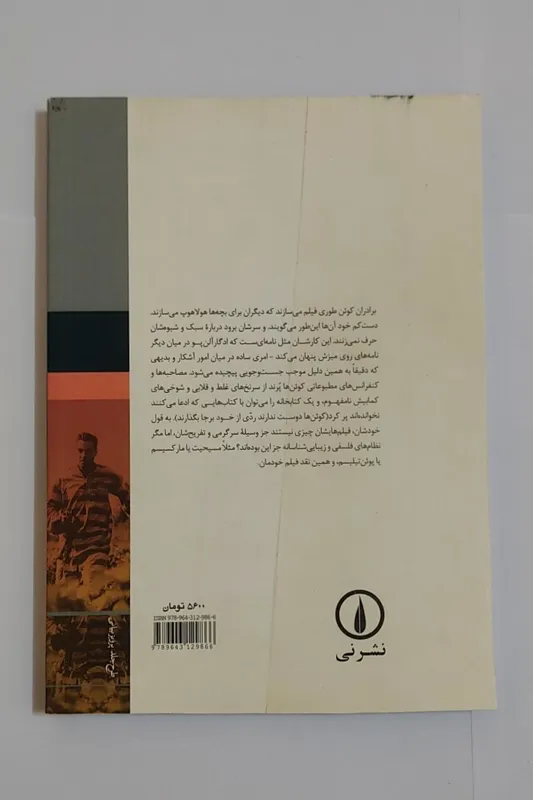 برادران کوئن طوری فیلم می‌سازند که دیگران برای بچه‌ها هولاهوپ می‌سازند.
دست‌کم خود آن‌ها این‌طور می‌گویند. و سرشان برود دربارهٔ سبک و شیوه‌شان
حرف نمی‌زنند. این کارشان مثل نامه‌ای‌ست که ادگار آلن‌پو در میان دیگر
نامه‌های روی میزش پنهان می‌کند - امری ساده در میان امور آشکار و بدیهی
که دقیقاً به همین دلیل موجب جست‌وجویی پیچیده می‌شود. مصاحبه‌ها و
کنفرانس‌های مطبوعاتی کوئن‌ها پُرند از سرنخ‌های غلط و قلابی و شوخی‌های
کمابیش نامفهوم، و یک کتابخانه را می‌توان با کتاب‌هایی که ادعا می‌کنند
نخوانده‌اند پر کرد (کوئن‌ها دوست ندارند ردّی از خود برجا بگذارند). به قول
خودشان، فیلم‌هایشان چیزی نیستند جز وسیلهٔ سرگرمی و تفریح‌شان، اما مگر
نظام‌های فلسفی و زیبایی‌شناسانه جز این بوده‌اند؟ مثلاً مسیحیت یا مارکسیسم
یا پوئن‌تیلیسم، و همین نقد فیلم خودمان.
۵۶۰۰ تومان
ISBN 978-964-312-986-6
9789643129866
نشرنی